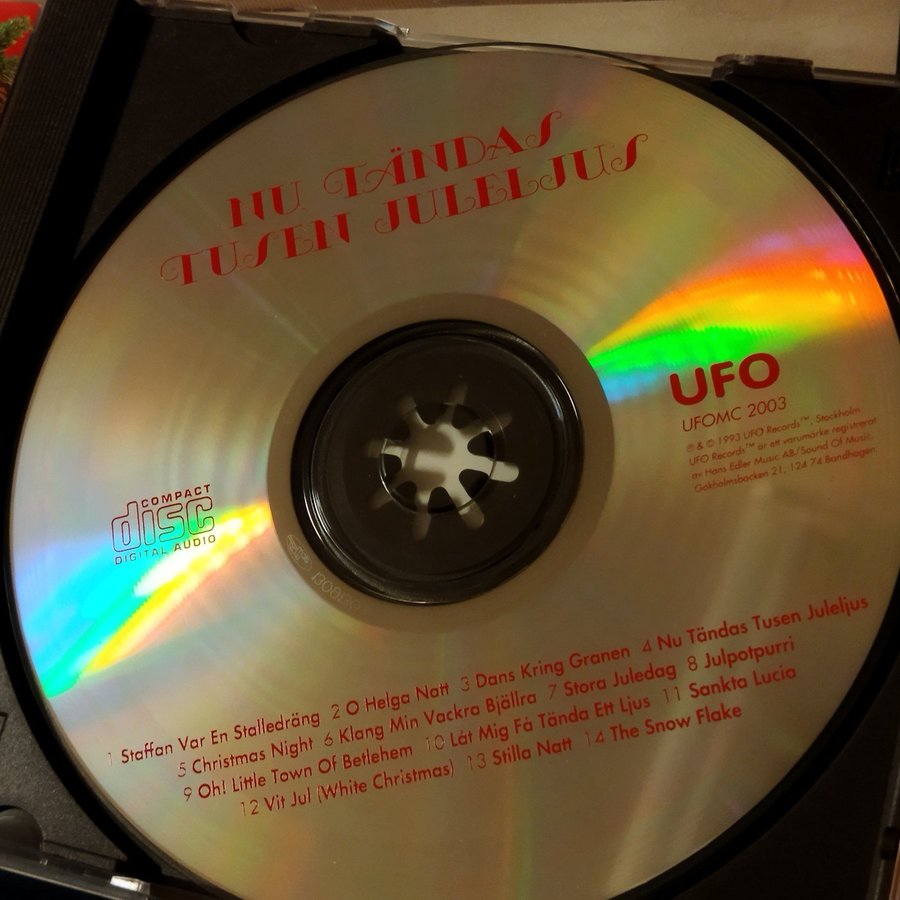 NU TÄNDAS
TUSEN JULELJUS
UFO
UFOMC 2003
℗ & © 1993 UFO Records™, Stockholm.
UFO Records™ är ett varumärke registrerat
av Hans Edler Music AB/Sound Of Music.
Gökholmsbacken 21, 124 74 Bandhagen.
COMPACT
disc
DIGITAL AUDIO
1 Staffan Var En Stalledräng 2 O Helga Natt 3 Dans Kring Granen 4 Nu Tändas Tusen Juleljus
5 Christmas Night 6 Klang Min Vackra Bjällra 7 Stora Juledag 8 Julpotpurri
9 Oh! Little Town Of Betlehem 10 Låt Mig Få Tända Ett Ljus 11 Sankta Lucia
12 Vit Jul (White Christmas) 13 Stilla Natt 14 The Snow Flake